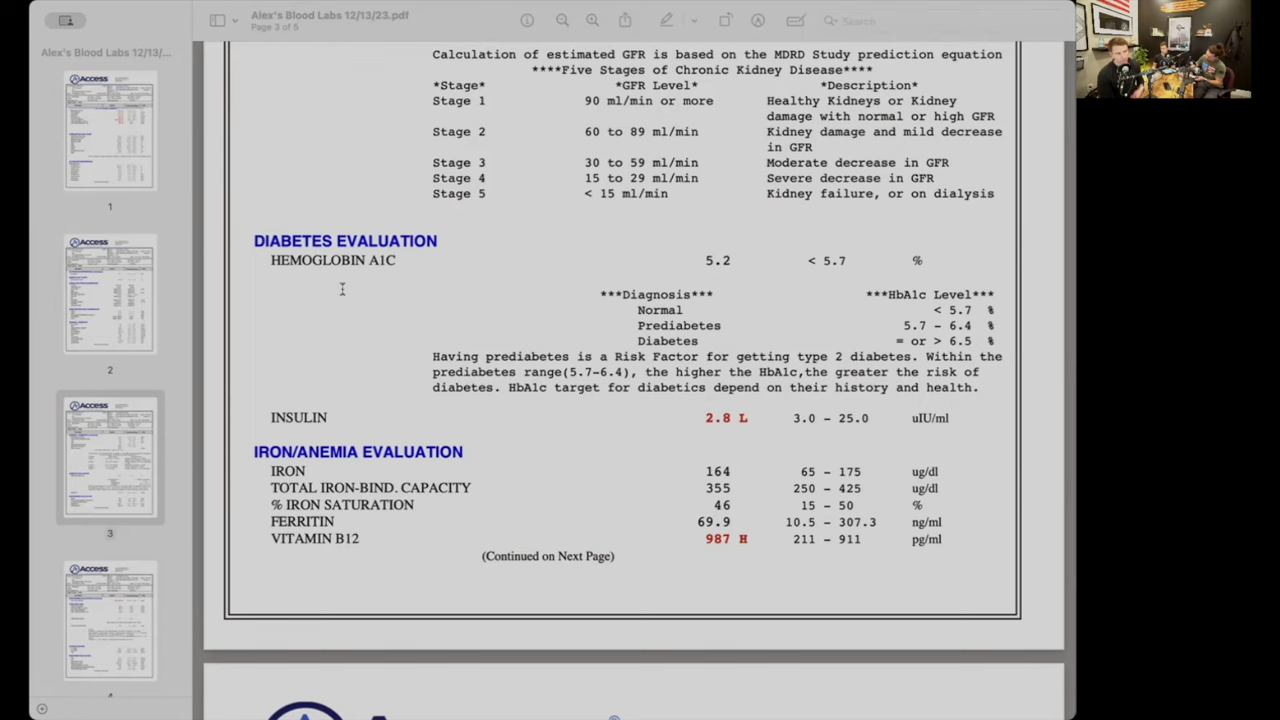 Alex's Blood Labs 12/13/23.pdf
Page 3 of 5
Search
Alex's Blood Labs 12/13/...
Access
1
Access
2
Access
3
Access
Calculation of estimated GFR is based on the MDRD Study prediction equation
****Five Stages of Chronic Kidney Disease****
*Stage* *GFR Level* *Description*
Stage 1 90 ml/min or more Healthy Kidneys or Kidney
damage with normal or high GFR
Stage 2 60 to 89 ml/min Kidney damage and mild decrease
in GFR
Stage 3 30 to 59 ml/min Moderate decrease in GFR
Stage 4 15 to 29 ml/min Severe decrease in GFR
Stage 5 < 15 ml/min Kidney failure, or on dialysis
DIABETES EVALUATION
HEMOGLOBIN A1C 5.2 < 5.7 %
***Diagnosis*** ***HbA1c Level***
Normal < 5.7 %
Prediabetes 5.7 - 6.4 %
Diabetes = or > 6.5 %
Having prediabetes is a Risk Factor for getting type 2 diabetes. Within the
prediabetes range(5.7-6.4), the higher the HbA1c,the greater the risk of
diabetes. HbA1c target for diabetics depend on their history and health.
INSULIN 2.8 L 3.0 - 25.0 uIU/ml
IRON/ANEMIA EVALUATION
IRON 164 65 - 175 ug/dl
TOTAL IRON-BIND. CAPACITY 355 250 - 425 ug/dl
% IRON SATURATION 46 15 - 50 %
FERRITIN 69.9 10.5 - 307.3 ng/ml
VITAMIN B12 987 H 211 - 911 pg/ml
(Continued on Next Page)